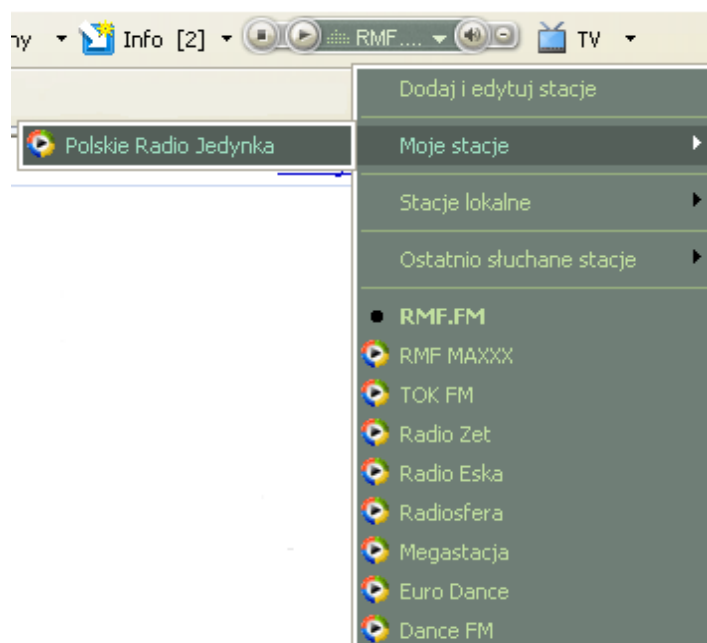 ny Info [2] RMF.... TV
Dodaj i edytuj stacje
Polskie Radio Jedynka
Moje stacje
Stacje lokalne
Ostatnio słuchane stacje
RMF.FM
RMF MAXXX
TOK FM
Radio Zet
Radio Eska
Radiosfera
Megastacja
Euro Dance
Dance FM